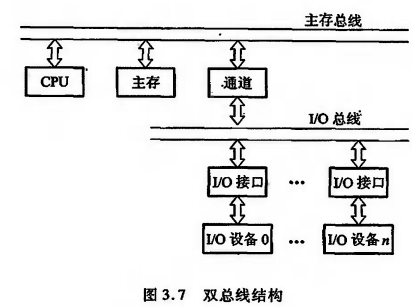 主存总线
CPU 主存 通道
I/O 总线
I/O 接口 ··· I/O 接口
I/O 设备 0 ··· I/O 设备 n
图 3.7 双总线结构